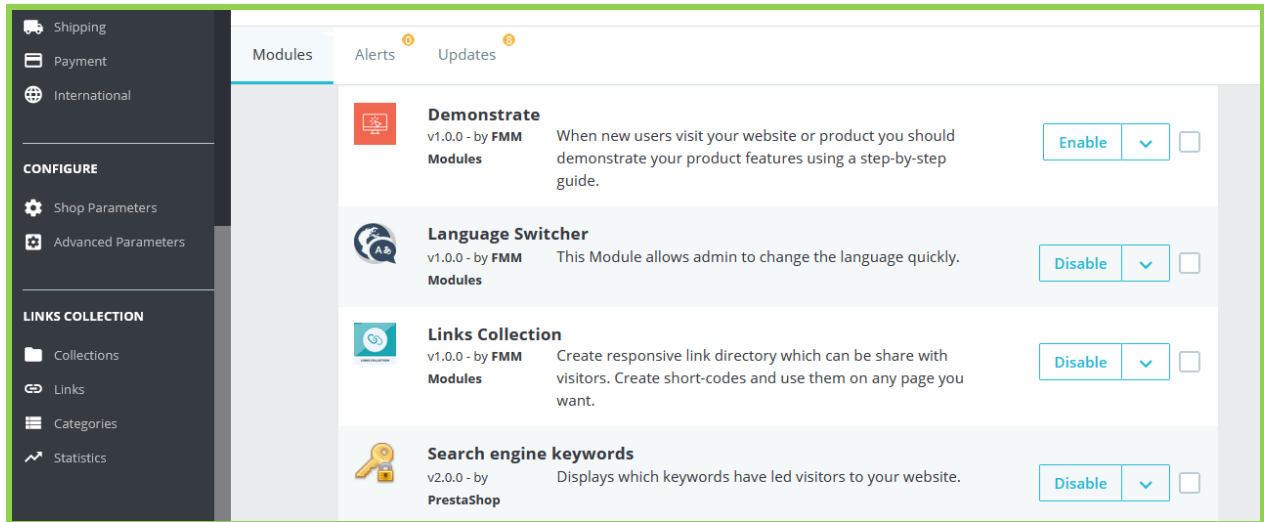 Shipping
Payment
International
CONFIGURE
Shop Parameters
Advanced Parameters
LINKS COLLECTION
Collections
Links
Categories
Statistics
Modules
Alerts
0
Updates
8
Demonstrate
v1.0.0 - by FMM
Modules
When new users visit your website or product you should
demonstrate your product features using a step-by-step
guide.
Enable
Language Switcher
v1.0.0 - by FMM
Modules
This Module allows admin to change the language quickly.
Disable
Links Collection
v1.0.0 - by FMM
Modules
Create responsive link directory which can be share with
visitors. Create short-codes and use them on any page you
want.
Disable
Search engine keywords
v2.0.0 - by
PrestaShop
Displays which keywords have led visitors to your website.
Disable